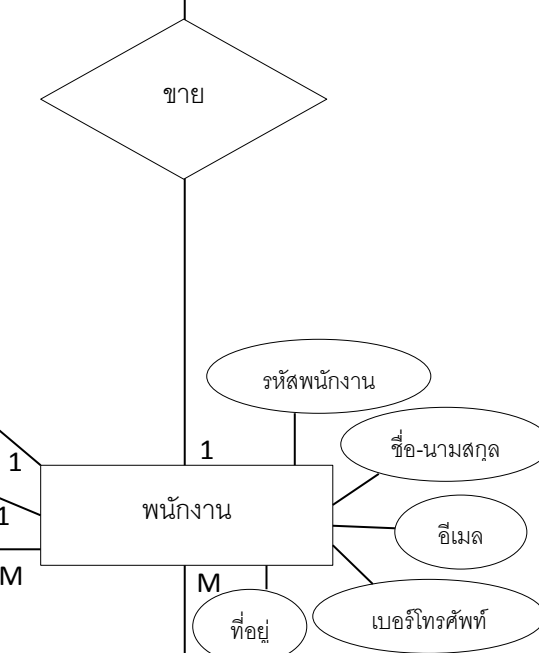 ขาย
รหัสพนักงาน
ชื่อ-นามสกุล
1
1
พนักงาน
1
อีเมล
M
M
ที่อยู่
เบอร์โทรศัพท์